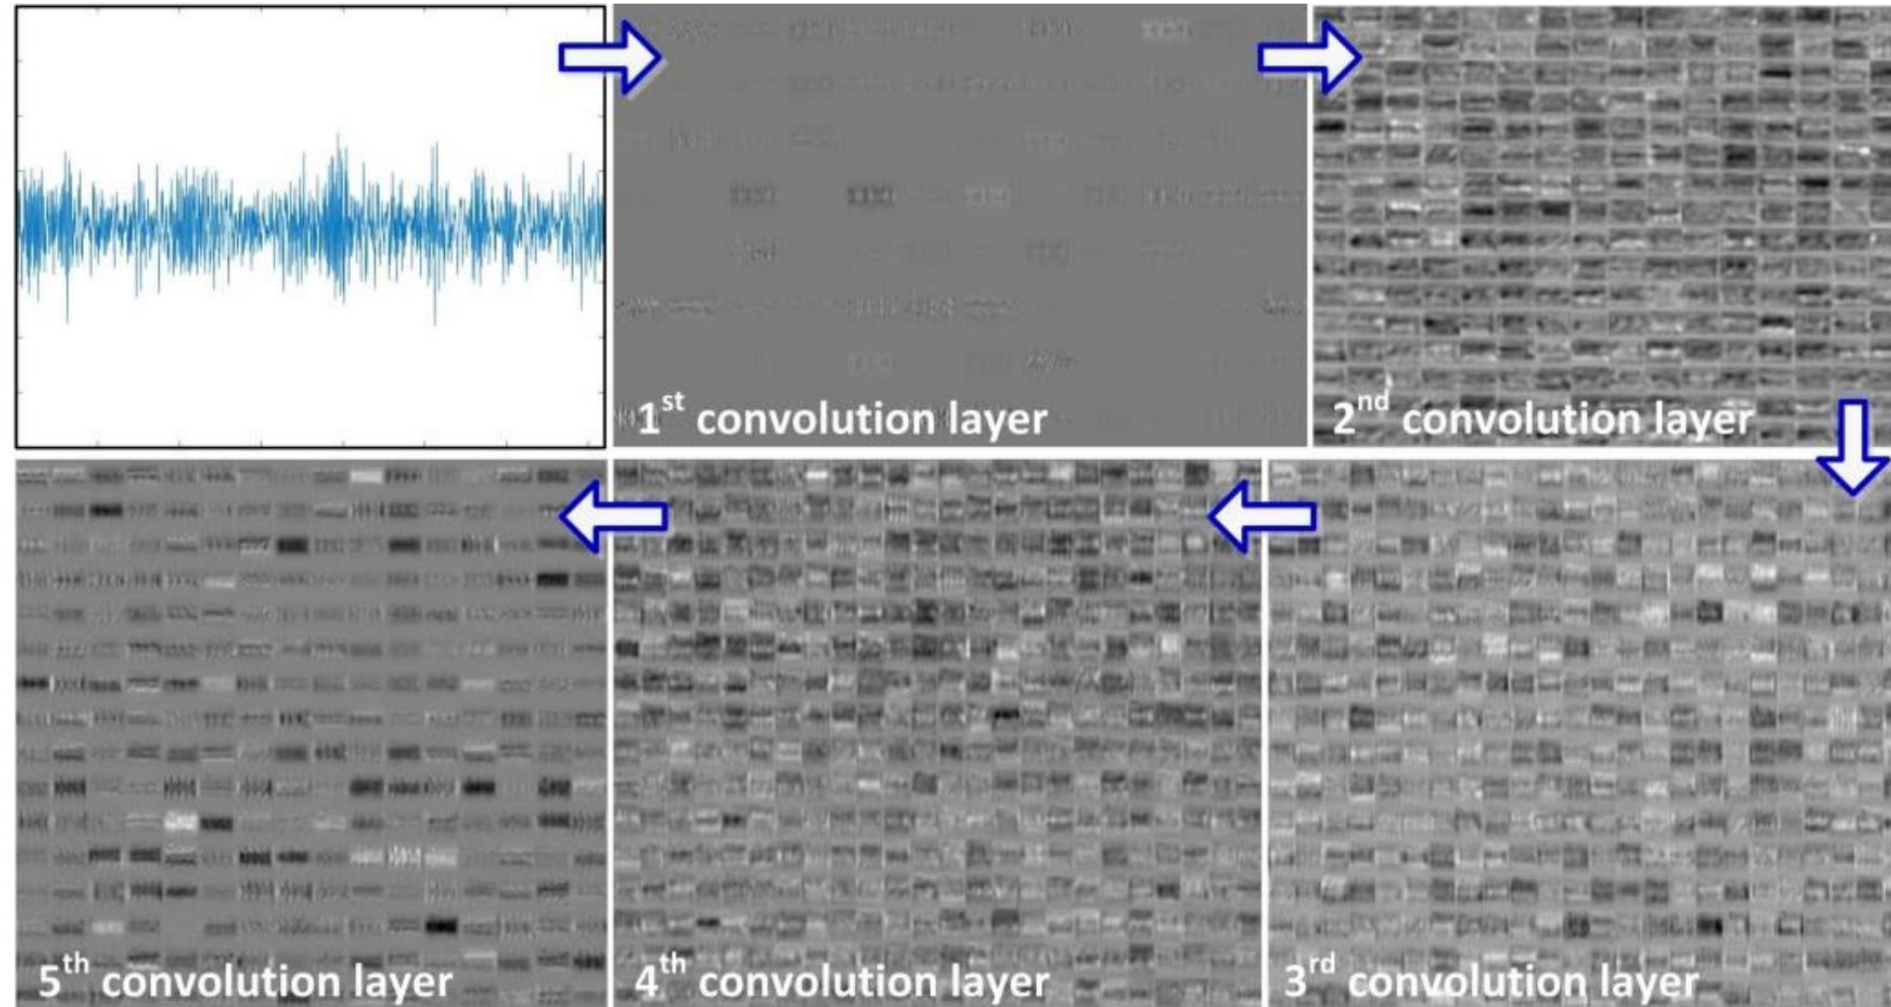 1st convolution layer
2nd convolution layer
5th convolution layer
4th convolution layer
3rd convolution layer